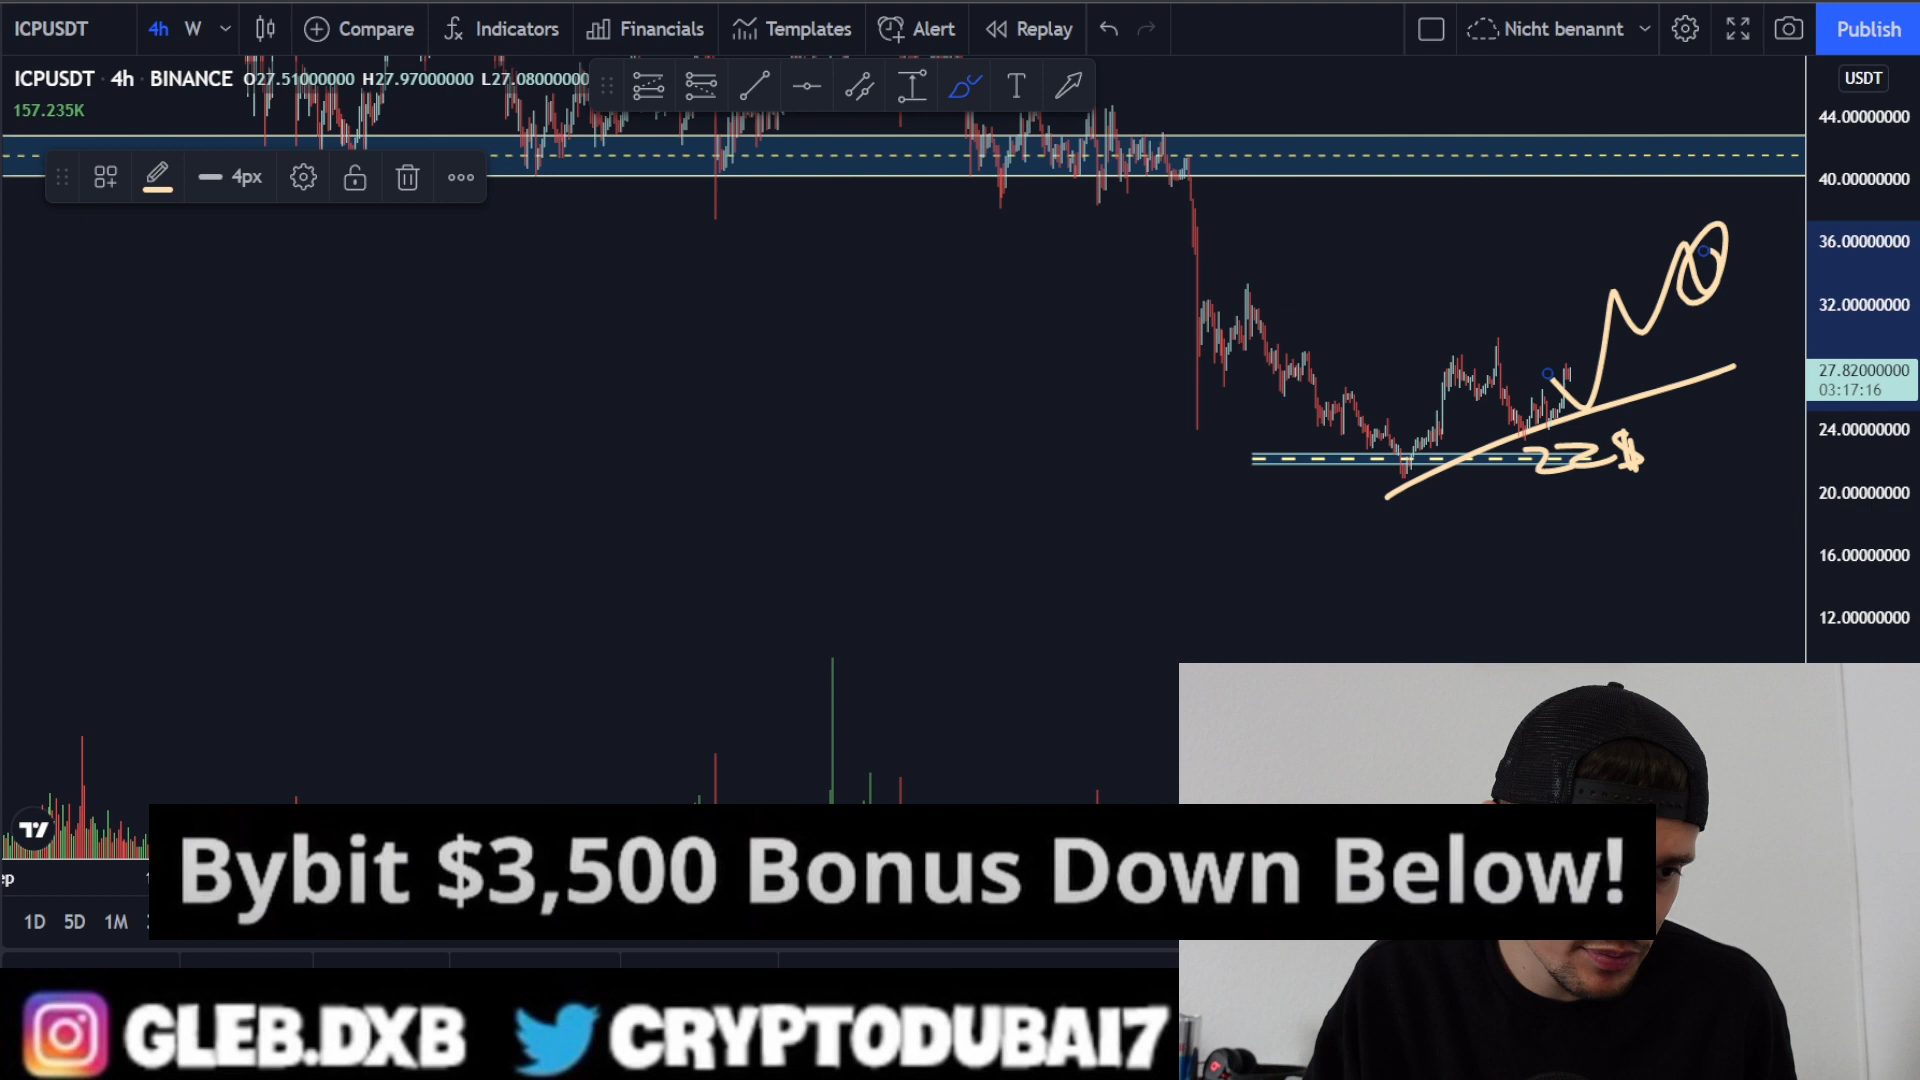 ICPUSDT 4h W Compare Indicators Financials Templates Alert Replay Nicht benannt Publish
ICPUSDT · 4h · BINANCE O27.51000000 H27.97000000 L27.08000000 USDT
157.235K
44.00000000
4px
40.00000000
36.00000000
32.00000000
27.82000000
03:17:16
24.00000000
22$
20.00000000
16.00000000
12.00000000
Bybit $3,500 Bonus Down Below!
1D 5D 1M
GLEB.DXB CRYPTODUBAI7